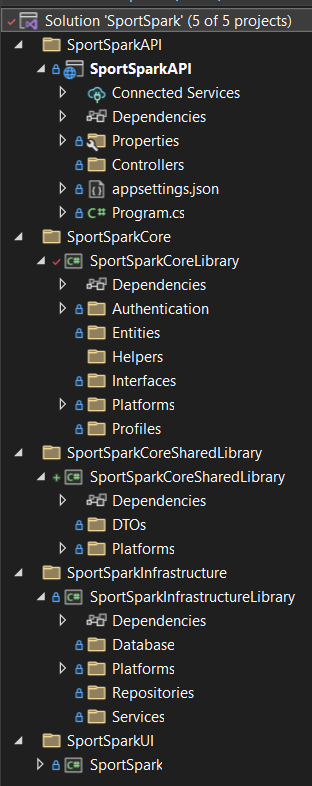 Solution 'SportSpark' (5 of 5 projects)
SportSparkAPI
SportSparkAPI
Connected Services
Dependencies
Properties
Controllers
appsettings.json
C# Program.cs
SportSparkCore
C# SportSparkCoreLibrary
Dependencies
Authentication
Entities
Helpers
Interfaces
Platforms
Profiles
SportSparkCoreSharedLibrary
C# SportSparkCoreSharedLibrary
Dependencies
DTOs
Platforms
SportSparkInfrastructure
C# SportSparkInfrastructureLibrary
Dependencies
Database
Platforms
Repositories
Services
SportSparkUI
C# SportSpark